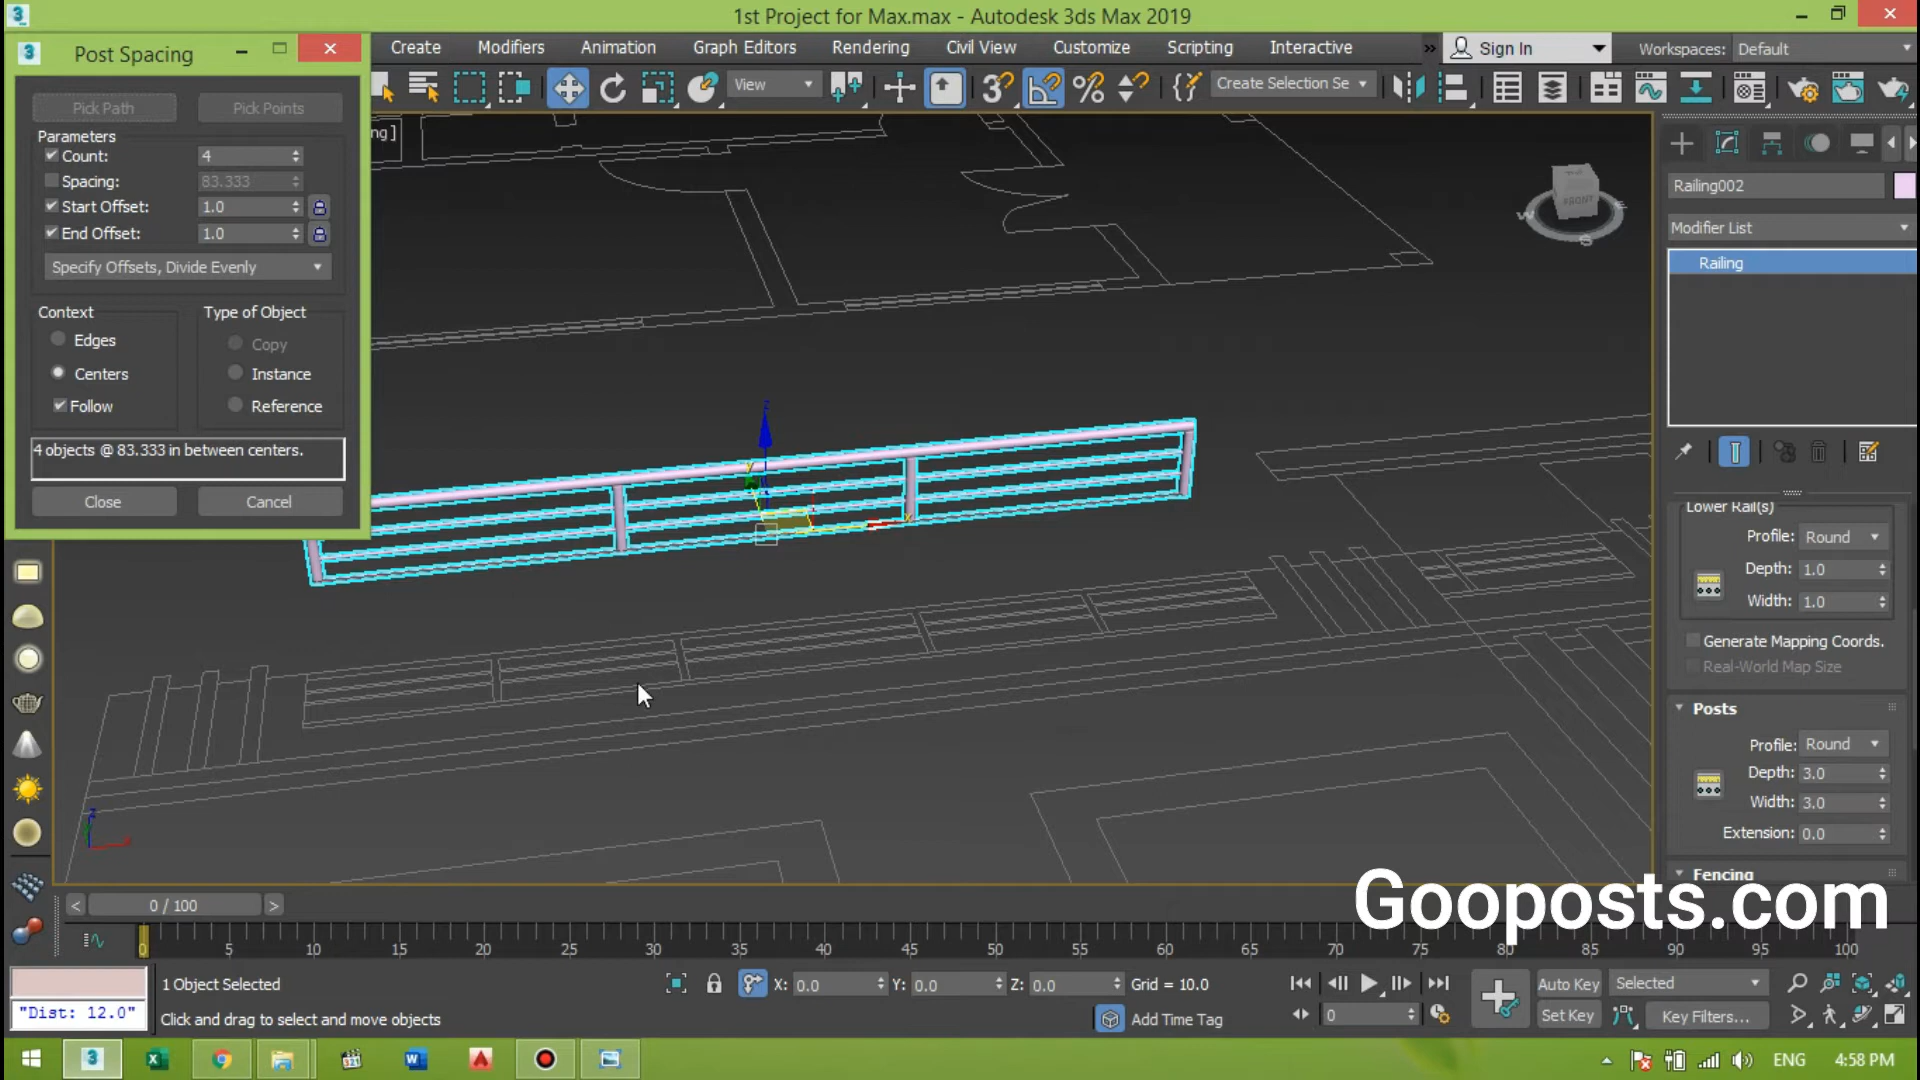 1st Project for Max.max - Autodesk 3ds Max 2019
Post Spacing
Create Modifiers Animation Graph Editors Rendering Civil View Customize Scripting Interactive
Sign In
Workspaces: Default
View
Create Selection Se
Pick Path Pick Points
Parameters
Count: 4
Spacing: 83.333
Start Offset: 1.0
End Offset: 1.0
Specify Offsets, Divide Evenly
Context
Type of Object
Edges
Copy
Centers
Instance
Follow
Reference
4 objects @ 83.333 in between centers.
Close Cancel
ng]
FRONT
W
S
E
Railing002
Modifier List
Railing
Lower Rail(s)
Profile: Round
Depth: 1.0
Width: 1.0
Generate Mapping Coords.
Real-World Map Size
Posts
Profile: Round
Depth: 3.0
Width: 3.0
Extension: 0.0
Fencing
z
y
x
Gooposts.com
< 0 / 100 >
0 5 10 15 20 25 30 35 40 45 50 55 60 65 70 75 80 85 90 95 100
1 Object Selected
X: 0.0 Y: 0.0 Z: 0.0 Grid = 10.0
Auto Key Selected
"Dist: 12.0"
Click and drag to select and move objects
Add Time Tag
0
Set Key Key Filters...
ENG 4:58 PM